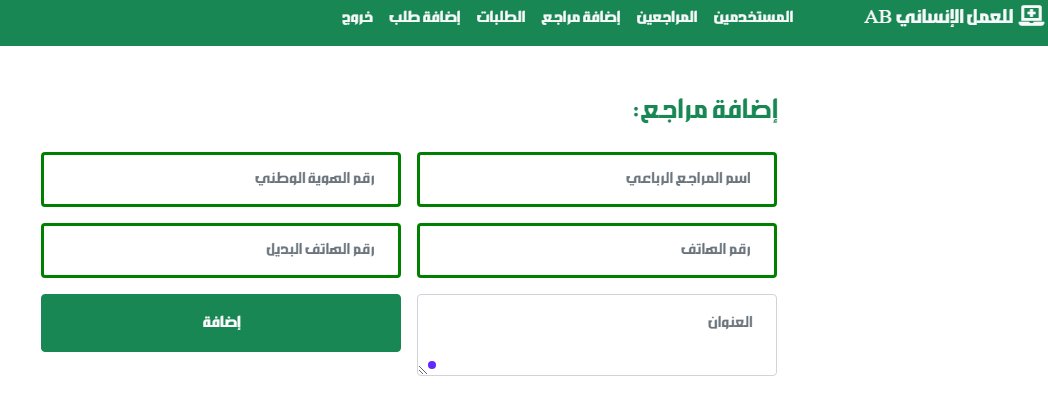 AB للعمل الإنساني المستخدمين المراجعين إضافة مراجع الطلبات إضافة طلب خروج
إضافة مراجع:
اسم المراجع الرباعي رقم الهوية الوطني
رقم الهاتف رقم الهاتف البديل
العنوان إضافة